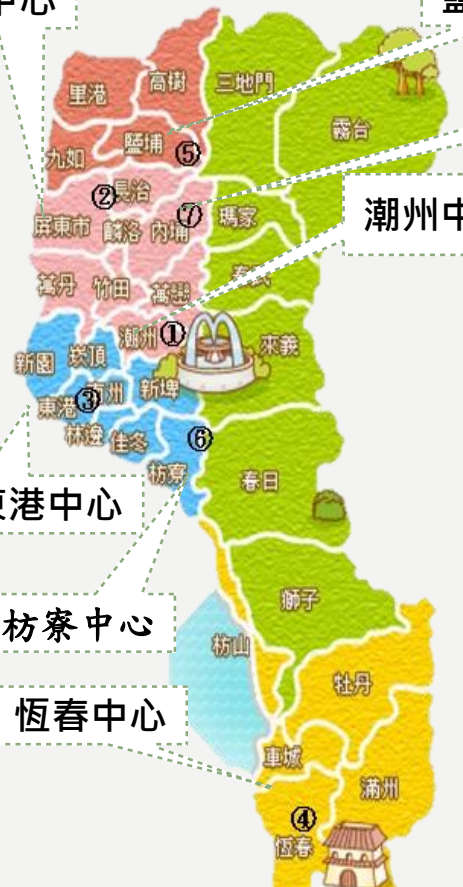 中心
高樹
三地門
里港
霧台
鹽埔
⑤
九如
②
長治
⑦
瑪家
屏東市
麟洛
內埔
潮州中
萬丹
竹田
萬巒
潮州
①
來義
新園
崁頂
新埤
東港
③
南州
林邊
佳冬
⑥
枋寮
春日
東港中心
獅子
枋寮中心
枋山
牡丹
恆春中心
車城
滿州
④
恆春